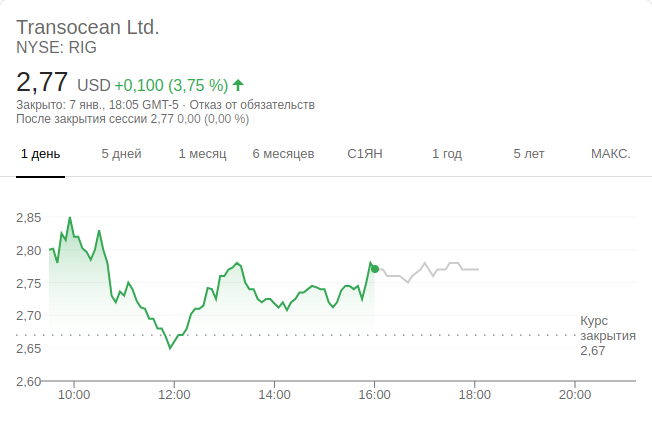 Transocean Ltd.
NYSE: RIG
2,77 USD +0,100 (3,75 %)
Закрыто: 7 янв., 18:05 GMT-5 · Отказ от обязательств
После закрытия сессии 2,77 0,00 (0,00 %)
1 день 5 дней 1 месяц 6 месяцев С1ЯН 1 год 5 лет МАКС.
2,85
2,80
2,75
2,70
2,65
2,60
Курс
закрытия
2,67
10:00 12:00 14:00 16:00 18:00 20:00